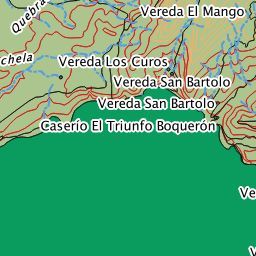 Vereda El Mango
Quebra
chela
Vereda Los Curos
Vereda San Bartolo
Vereda San Bartolo
Caserío El Triunfo Boquerón
Ve
V